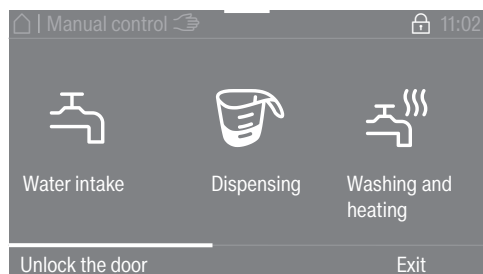 | Manual control 11:02
Water intake Dispensing Washing and
heating
Unlock the door Exit